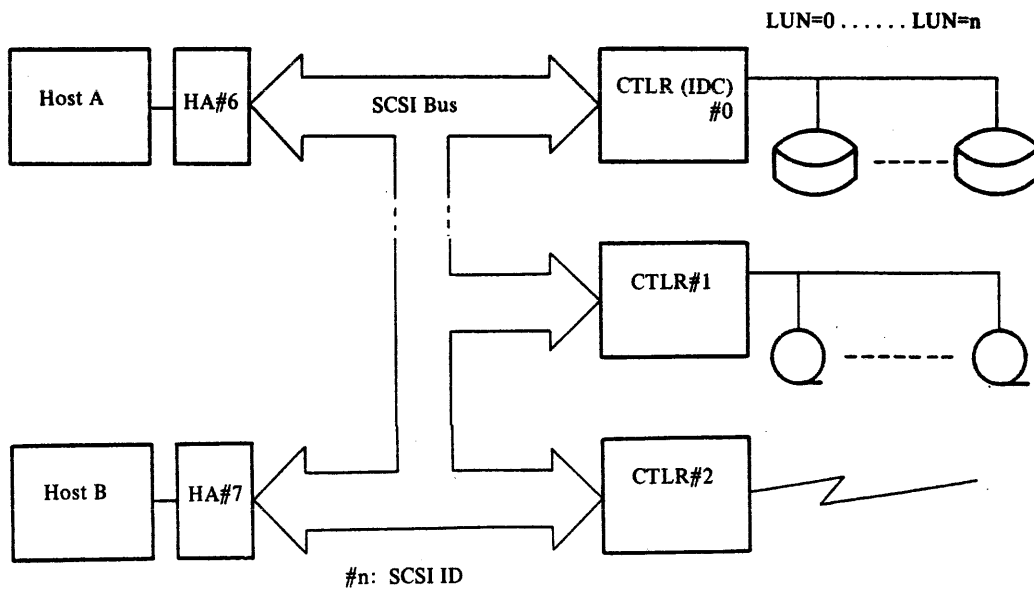 LUN=0 . . . . . . LUN=n
Host A
HA#6
SCSI Bus
CTLR (IDC)
#0
CTLR#1
Host B
HA#7
CTLR#2
#n: SCSI ID